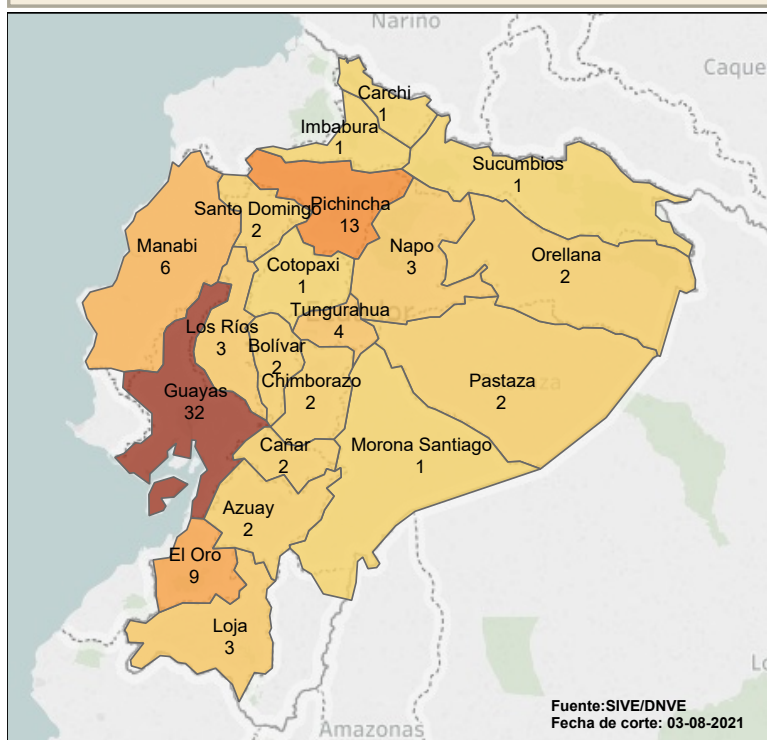 Nariño
Caque
Carchi
1
Imbabura
1
Sucumbios
1
Pichincha
13
Santo Domingo
2
Manabi
6
Napo
3
Orellana
2
Cotopaxi
1
Tungurahua
4
Los Ríos
3
Bolívar
2
Chimborazo
2
Pastaza
2
Guayas
32
Cañar
2
Morona Santiago
1
Azuay
2
El Oro
9
Loja
3
Fuente:SIVE/DNVE
Fecha de corte: 03-08-2021
Amazonas